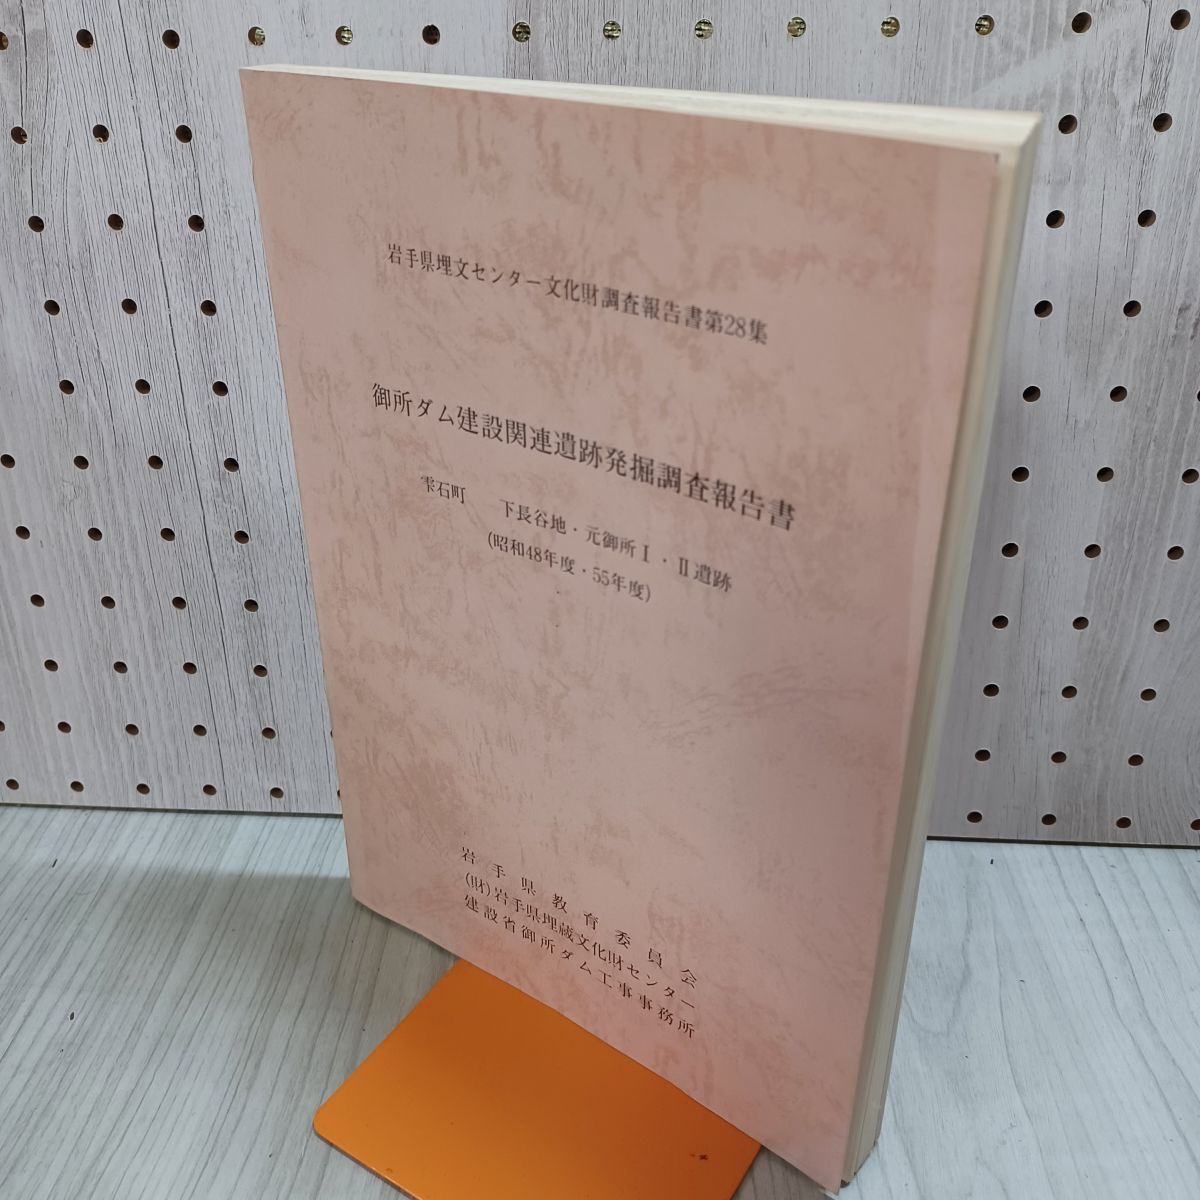 岩手県埋文センター文化財調査報告書第28集
御所ダム建設関連遺跡発掘調査報告書
雫石町 下長谷地・元御所Ⅰ・Ⅱ遺跡
(昭和48年度・55年度)
岩手県教育委員会
(財)岩手県埋蔵文化財センター
建設省御所ダム工事事務所